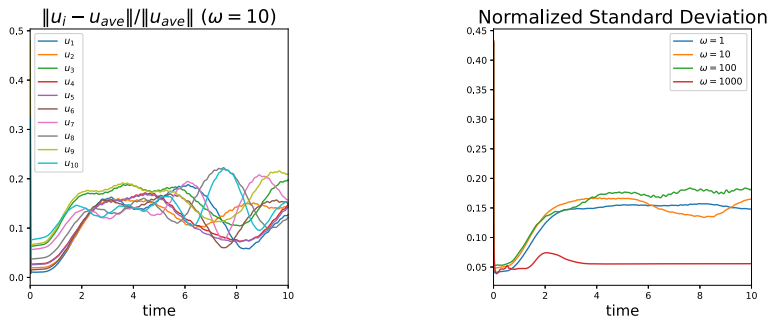 ‖u_i − u_ave‖/‖u_ave‖ (ω = 10)
0.5
0.4
0.3
0.2
0.1
0.0
u_1
u_2
u_3
u_4
u_5
u_6
u_7
u_8
u_9
u_10
0 2 4 6 8 10
time
Normalized Standard Deviation
0.45
0.40
0.35
0.30
0.25
0.20
0.15
0.10
0.05
ω = 1
ω = 10
ω = 100
ω = 1000
0 2 4 6 8 10
time